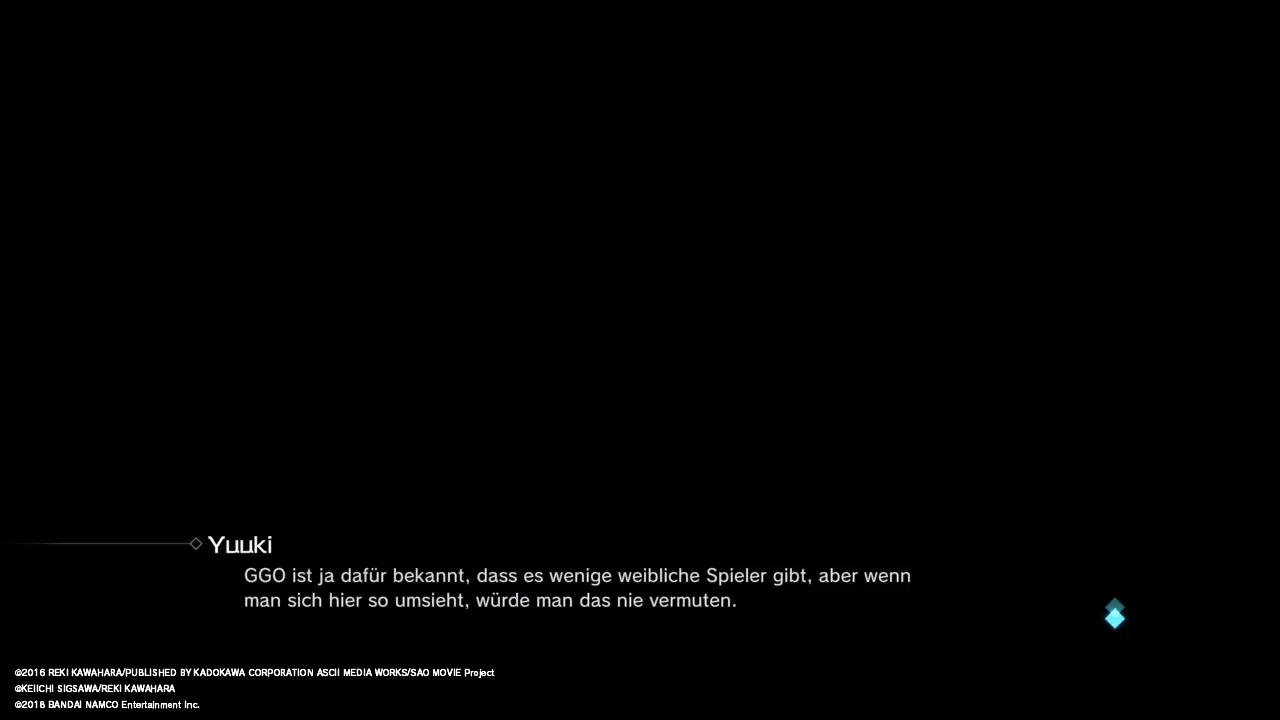 Yuuki
GGO ist ja dafür bekannt, dass es wenige weibliche Spieler gibt, aber wenn
man sich hier so umsieht, würde man das nie vermuten.
©2016 REKI KAWAHARA/PUBLISHED BY KADOKAWA CORPORATION ASCII MEDIA WORKS/SAO MOVIE Project
©KEIICHI SIGSAWA/REKI KAWAHARA
©2018 BANDAI NAMCO Entertainment Inc.